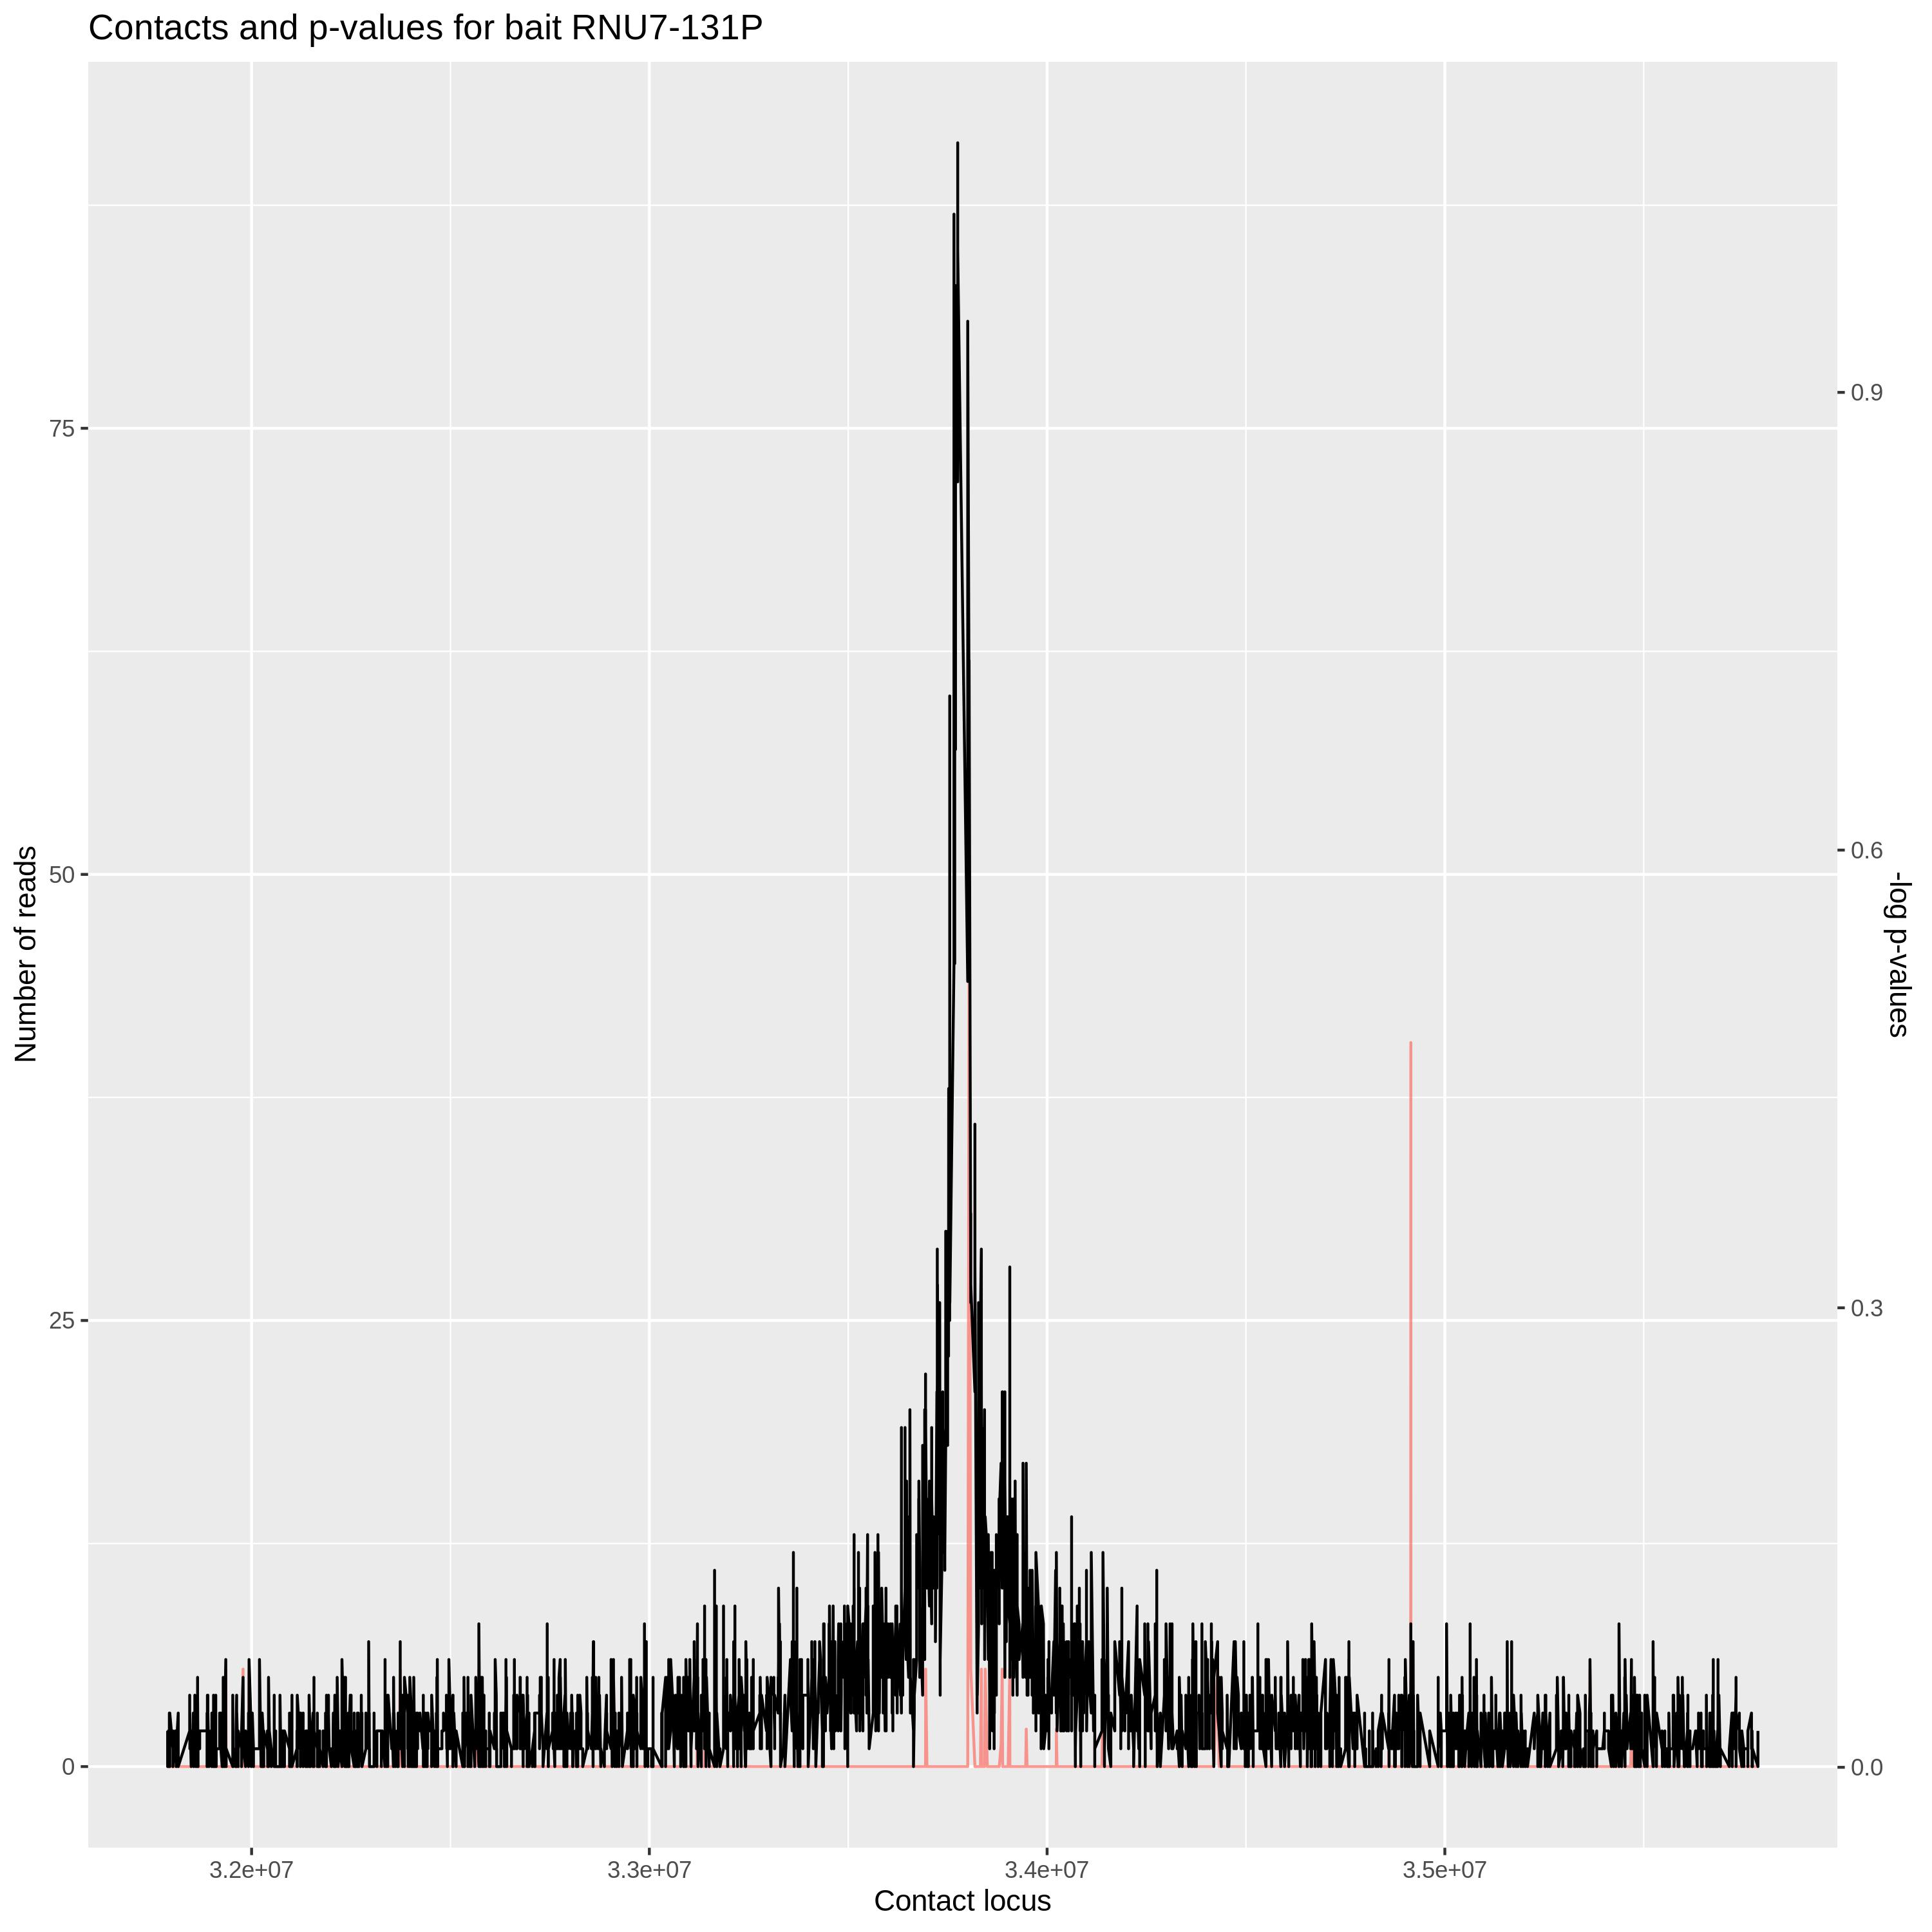 Contacts and p-values for bait RNU7-131P
Number of reads
75
50
25
0
0.9
0.6
0.3
0.0
-log p-values
3.2e+07
3.3e+07
3.4e+07
3.5e+07
Contact locus